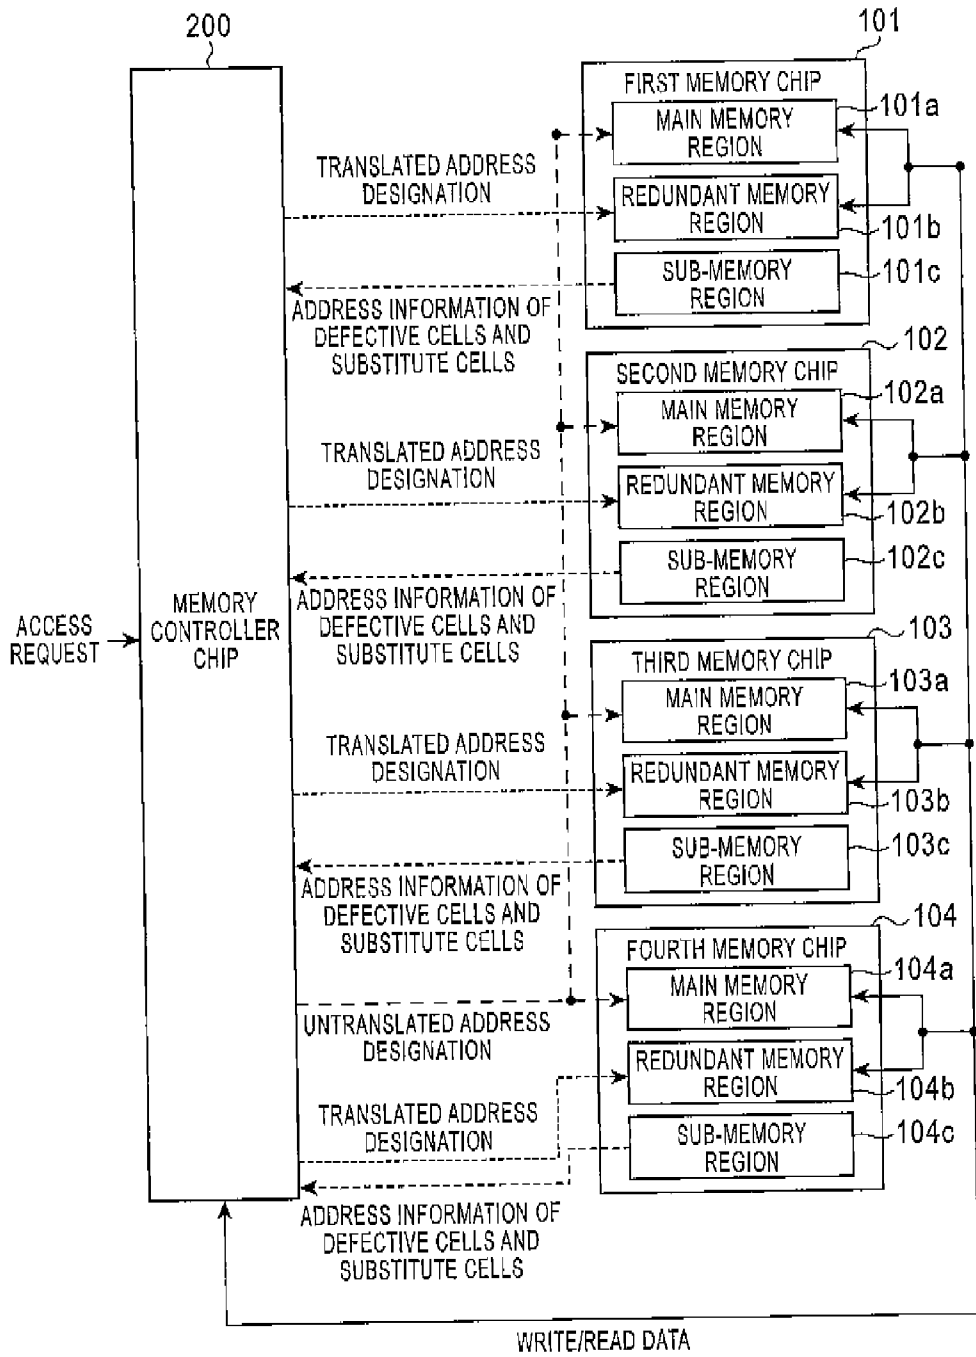 200
101
FIRST MEMORY CHIP
101a
MAIN MEMORY
REGION
TRANSLATED ADDRESS
DESIGNATION
REDUNDANT MEMORY
REGION
101b
SUB-MEMORY
REGION
101c
ADDRESS INFORMATION OF
DEFECTIVE CELLS AND
SUBSTITUTE CELLS
102
SECOND MEMORY CHIP
102a
MAIN MEMORY
REGION
TRANSLATED ADDRESS
DESIGNATION
REDUNDANT MEMORY
REGION
102b
SUB-MEMORY
REGION
102c
ADDRESS INFORMATION OF
DEFECTIVE CELLS AND
SUBSTITUTE CELLS
ACCESS
REQUEST
MEMORY
CONTROLLER
CHIP
103
THIRD MEMORY CHIP
103a
MAIN MEMORY
REGION
TRANSLATED ADDRESS
DESIGNATION
REDUNDANT MEMORY
REGION
103b
SUB-MEMORY
REGION
103c
ADDRESS INFORMATION OF
DEFECTIVE CELLS AND
SUBSTITUTE CELLS
104
FOURTH MEMORY CHIP
104a
MAIN MEMORY
REGION
UNTRANSLATED ADDRESS
DESIGNATION
REDUNDANT MEMORY
REGION
104b
TRANSLATED ADDRESS
DESIGNATION
SUB-MEMORY
REGION
104c
ADDRESS INFORMATION OF
DEFECTIVE CELLS AND
SUBSTITUTE CELLS
WRITE/READ DATA